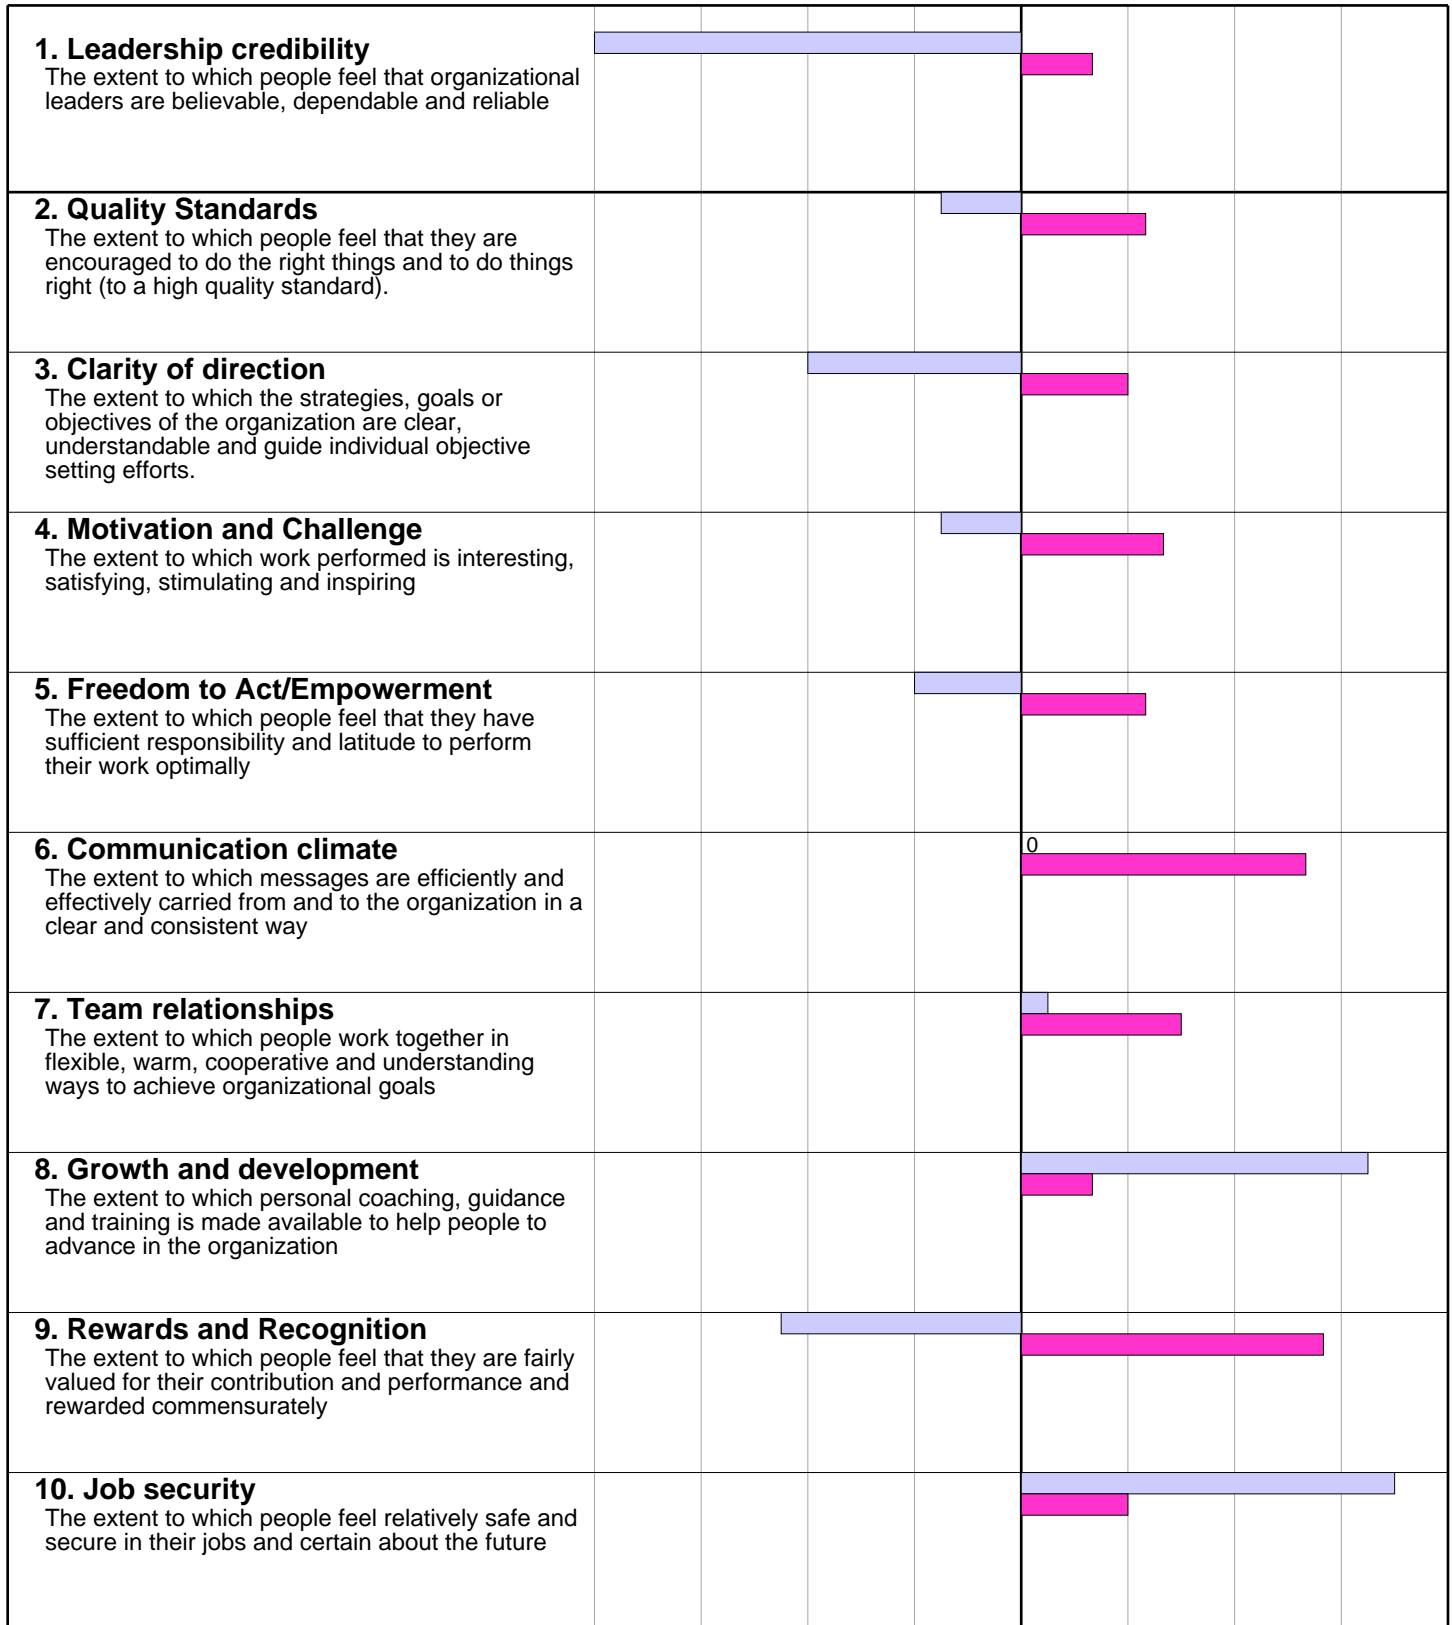 1. Leadership credibility
The extent to which people feel that organizational
leaders are believable, dependable and reliable
2. Quality Standards
The extent to which people feel that they are
encouraged to do the right things and to do things
right (to a high quality standard).
3. Clarity of direction
The extent to which the strategies, goals or
objectives of the organization are clear,
understandable and guide individual objective
setting efforts.
4. Motivation and Challenge
The extent to which work performed is interesting,
satisfying, stimulating and inspiring
5. Freedom to Act/Empowerment
The extent to which people feel that they have
sufficient responsibility and latitude to perform
their work optimally
6. Communication climate
0
The extent to which messages are efficiently and
effectively carried from and to the organization in a
clear and consistent way
7. Team relationships
The extent to which people work together in
flexible, warm, cooperative and understanding
ways to achieve organizational goals
8. Growth and development
The extent to which personal coaching, guidance
and training is made available to help people to
advance in the organization
9. Rewards and Recognition
The extent to which people feel that they are fairly
valued for their contribution and performance and
rewarded commensurately
10. Job security
The extent to which people feel relatively safe and
secure in their jobs and certain about the future